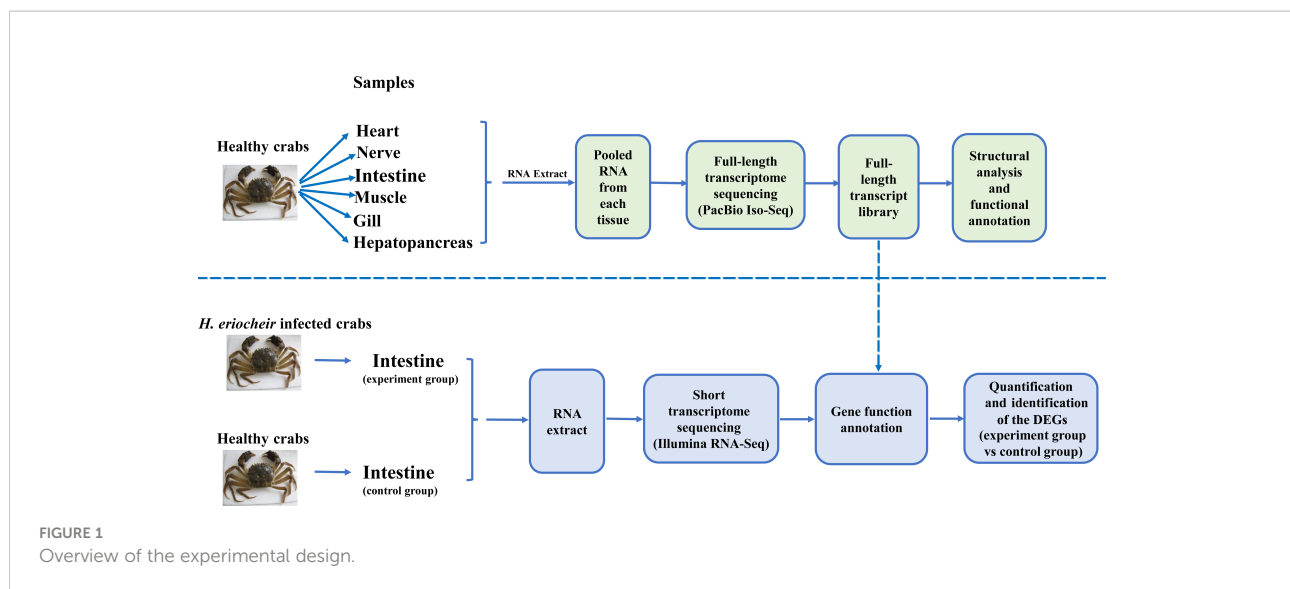 Samples
Healthy crabs
Heart
Nerve
Intestine
Muscle
Gill
Hepatopancreas
RNA Extract
Pooled
RNA
from
each
tissue
Full-length
transcriptome
sequencing
(PacBio Iso-Seq)
Full-
length
transcript
library
Structural
analysis
and
functional
annotation
H. eriocheir infected crabs
Intestine
(experiment group)
Healthy crabs
Intestine
(control group)
RNA
extract
Short
transcriptome
sequencing
(Illumina RNA-Seq)
Gene function
annotation
Quantification
and identification
of the DEGs
(experiment group
vs control group)
FIGURE 1
Overview of the experimental design.